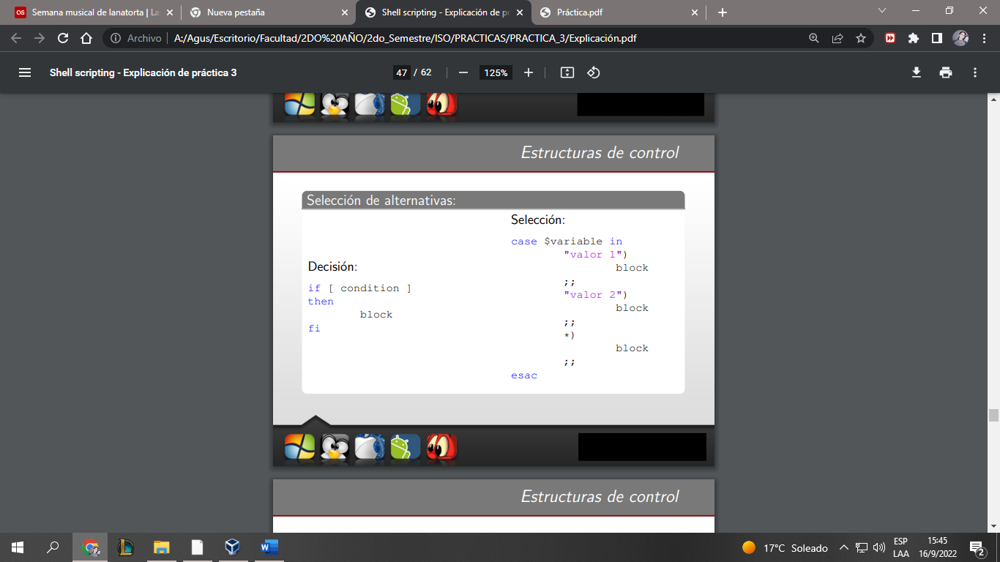 Semana musical de lanatorta | La
Nueva pestaña
Shell scripting - Explicación de pr
Práctica.pdf
Archivo
A:/Agus/Escritorio/Facultad/2DO%20AÑO/2do_Semestre/ISO/PRACTICAS/PRACTICA_3/Explicación.pdf
Shell scripting - Explicación de práctica 3
47 / 62
125%
Estructuras de control
Selección de alternativas:
Decisión:
if [ condition ]
then
block
fi
Selección:
case $variable in
"valor 1")
block
;;
"valor 2")
block
;;
*)
block
;;
esac
Estructuras de control
17°C Soleado
ESP
LAA
15:45
16/9/2022
2